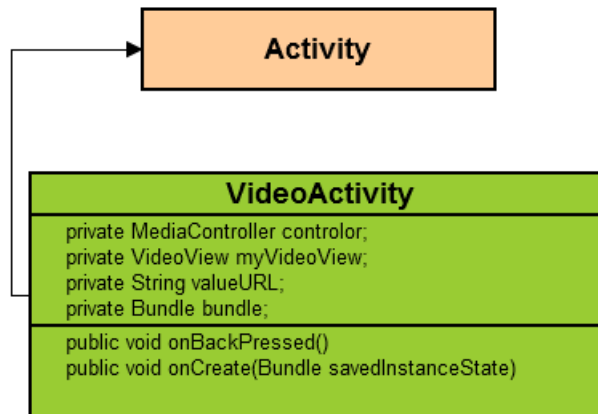 Activity
VideoActivity
private MediaController controlor;
private VideoView myVideoView;
private String valueURL;
private Bundle bundle;
public void onBackPressed()
public void onCreate(Bundle savedInstanceState)